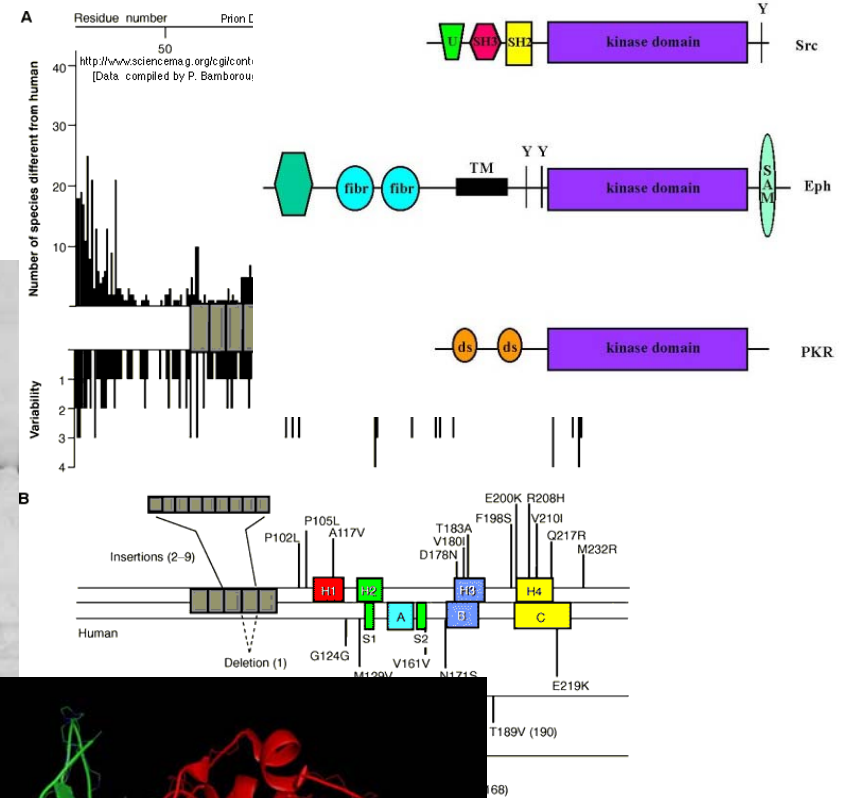 A
Residue number
Prion D
50
http://www.sciencemag.org/cgi/conte
[Data compiled by P. Bamboroug
Number of species different from human
40
30
20
10
Variability
1
2
3
4
Y
U
SH3
SH2
kinase domain
Src
fibr
fibr
TM
Y Y
kinase domain
SAM
Eph
ds
ds
kinase domain
PKR
B
Insertions (2–9)
P102L
P105L
A117V
D178N
V180I
T183A
F198S
E200K
R208H
V210I
Q217R
M232R
H1
H2
H3
H4
S1
A
S2
B
C
Human
Deletion (1)
G124G
M129V
V161V
N171S
E219K
T189V (190)
168)